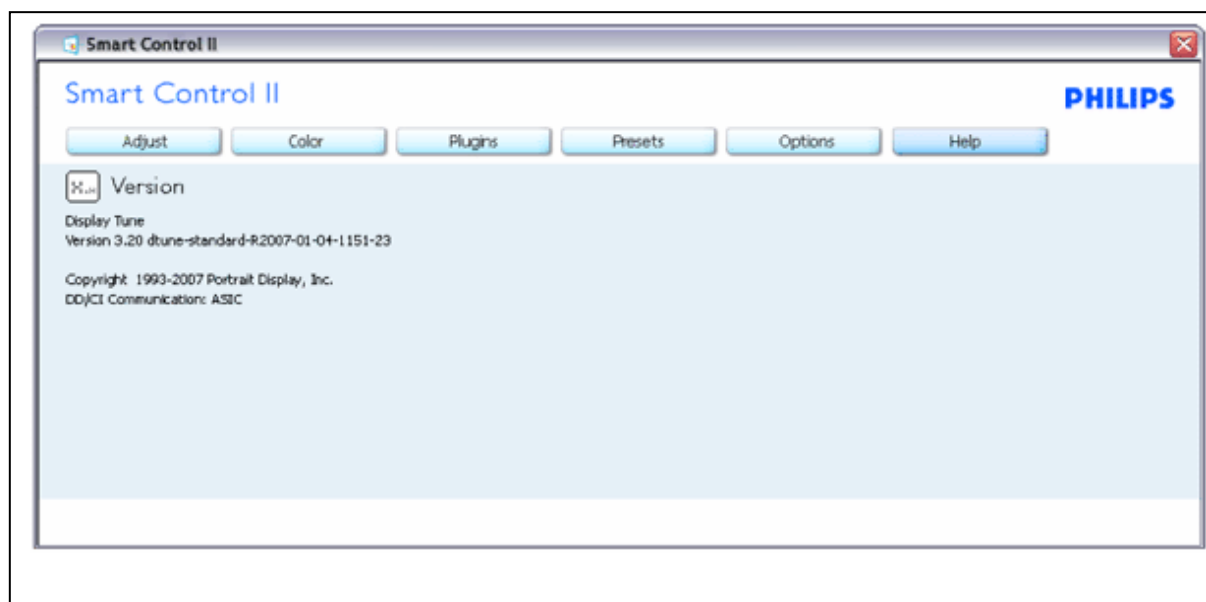 Smart Control II
Smart Control II
PHILIPS
Adjust Color Plugins Presets Options Help
Version
Display Tune
Version 3.20 dtune-standard-R2007-01-04-1151-23
Copyright 1993-2007 Portrait Display, Inc.
DD/CI Communication: ASIC